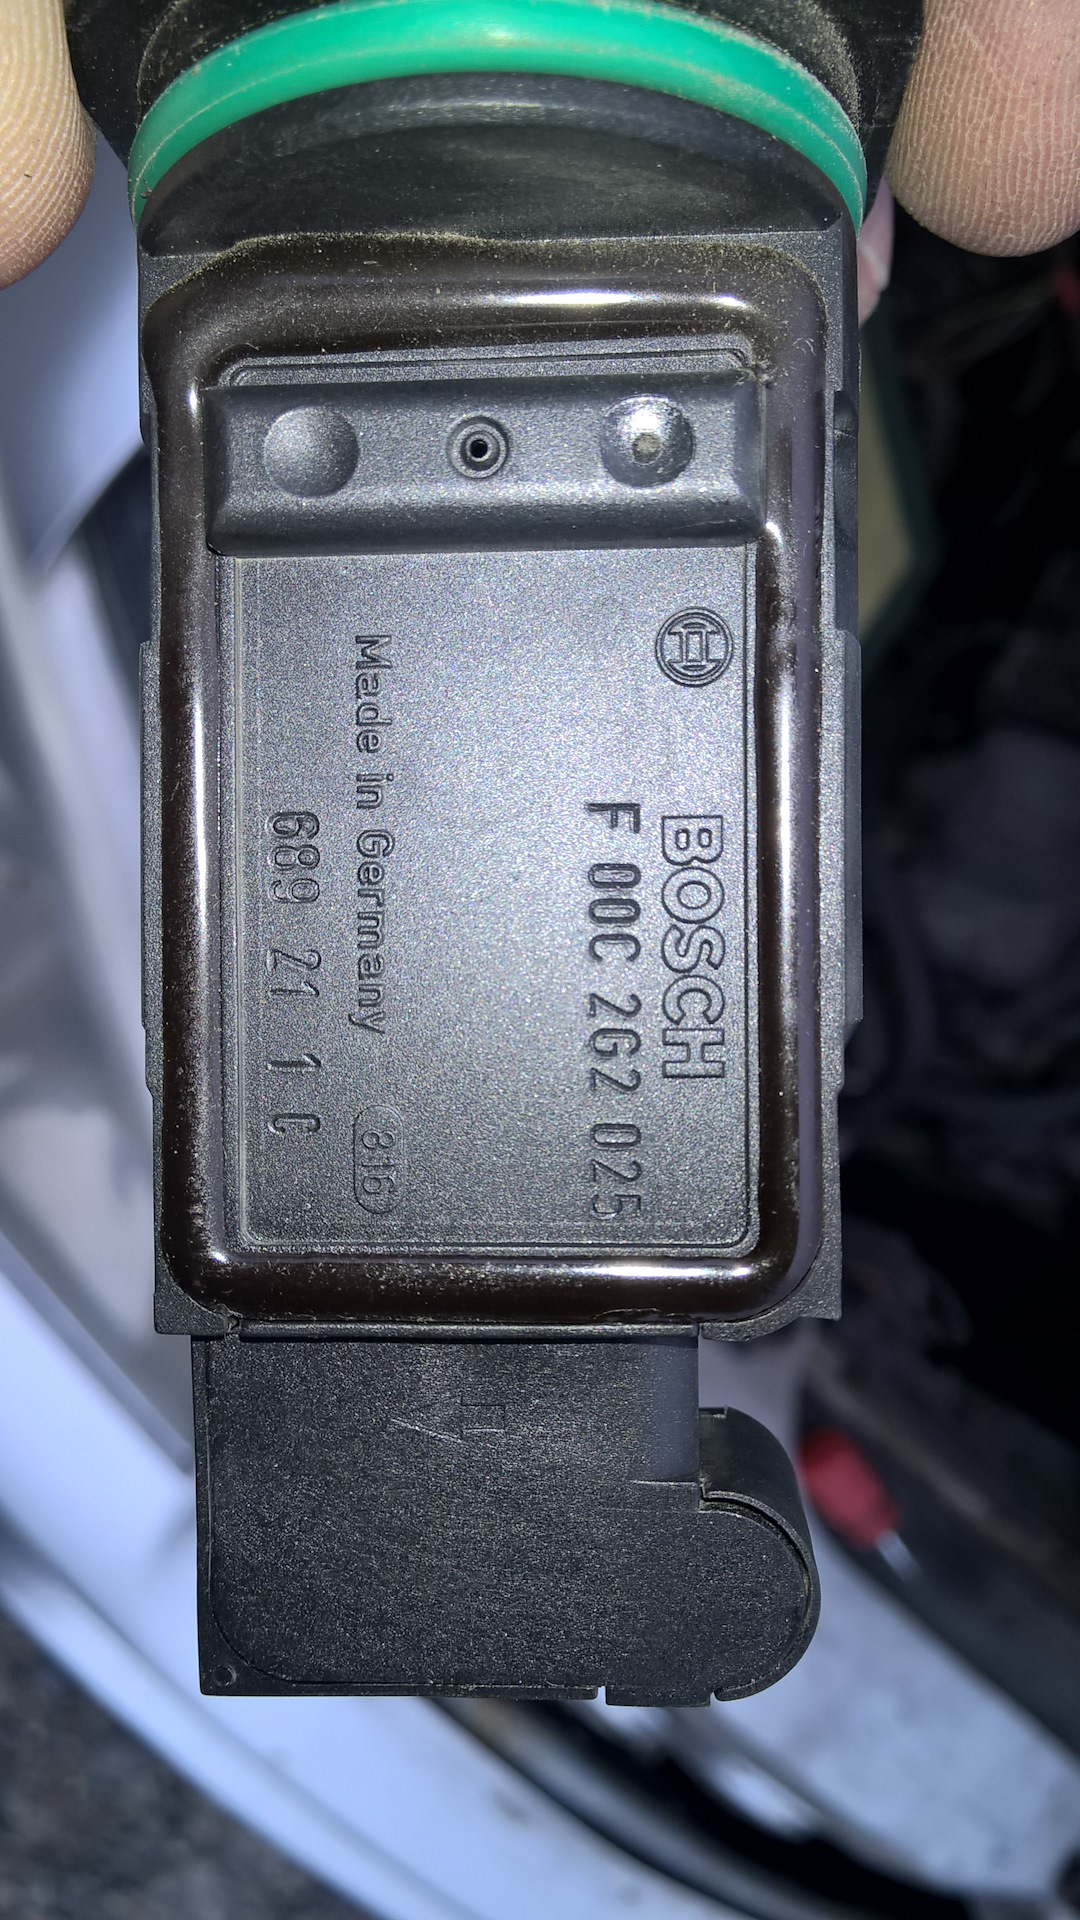 BOSCH
F 00C 2G2 025
Made in Germany 816
689 21 1 C